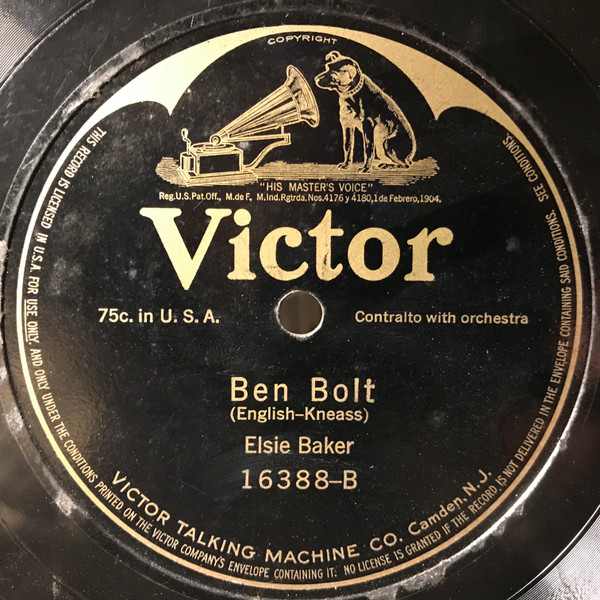 COPYRIGHT
"HIS MASTER'S VOICE"
Reg.U.S.Pat.Off., M.deF, M.Ind.Rgtrda.Nos.4176 y 4180,1 de Febrero,1904.
Victor
75c. in U. S. A.
Contralto with orchestra
Ben Bolt
(English–Kneass)
Elsie Baker
16388–B
VICTOR TALKING MACHINE CO. Camden, N.J.
THIS RECORD IS LICENSED IN U.S.A. FOR USE ONLY, AND ONLY UNDER THE CONDITIONS PRINTED ON THE VICTOR COMPANY'S ENVELOPE CONTAINING IT. NO LICENSE IS GRANTED IF THE RECORD IS NOT DELIVERED IN THE ENVELOPE CONTAINING SAID CONDITIONS. SEE CONDITIONS.